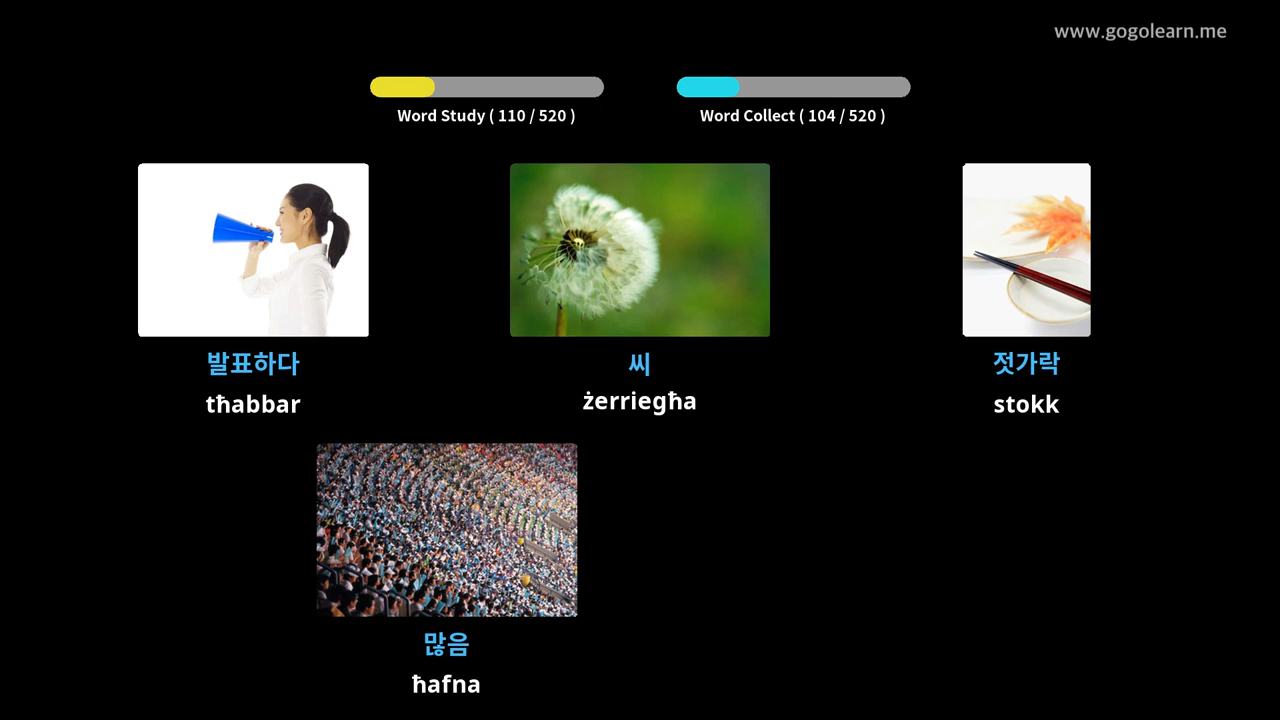 www.gogolearn.me
Word Study ( 110 / 520 )
Word Collect ( 104 / 520 )
발표하다
tħabbar
씨
żerriegħa
젓가락
stokk
많음
ħafna